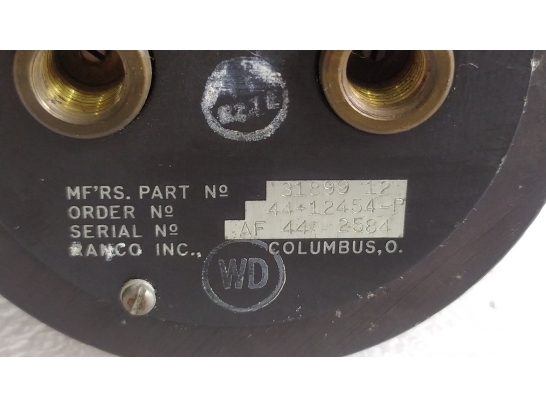 MF'RS. PART Nº 31899 12
ORDER Nº 44-12454-P
SERIAL Nº AF 44- 2584
RANCO INC., COLUMBUS, O.
WD